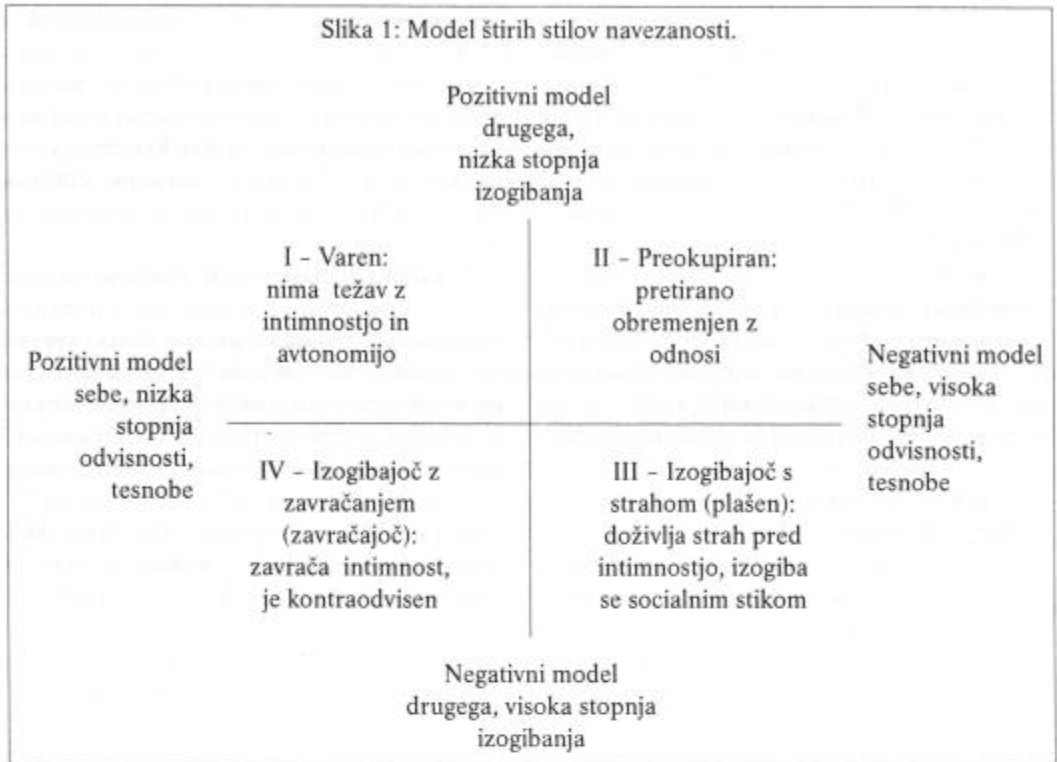 Slika 1: Model štirih stilov navezanosti.
Pozitivni model
drugega,
nizka stopnja
izogibanja
I – Varen:
nima težav z
intimnostjo in
avtonomijo
II – Preokupiran:
pretirano
obremenjen z
odnosi
Pozitivni model
sebe, nizka
stopnja
odvisnosti,
tesnobe
Negativni model
sebe, visoka
stopnja
odvisnosti,
tesnobe
IV – Izogibajoč z
zavračanjem
(zavračajoč):
zavrača intimnost,
je kontraodvisen
III – Izogibajoč s
strahom (plašen):
doživlja strah pred
intimnostjo, izogiba
se socialnim stikom
Negativni model
drugega, visoka stopnja
izogibanja